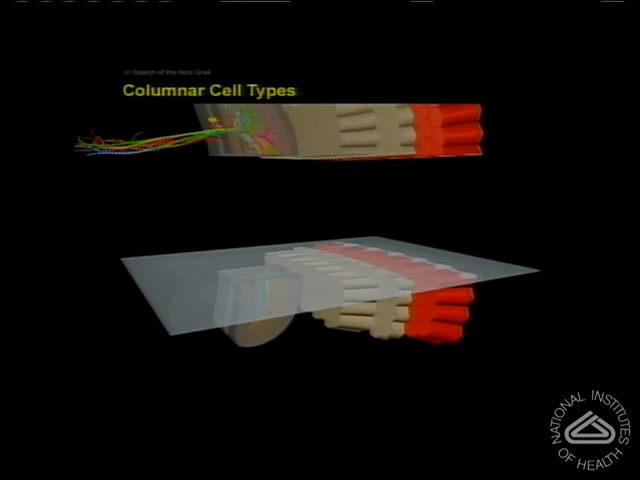 In Search of the Holy Grail
Columnar Cell Types
NATIONAL INSTITUTES
OF HEALTH